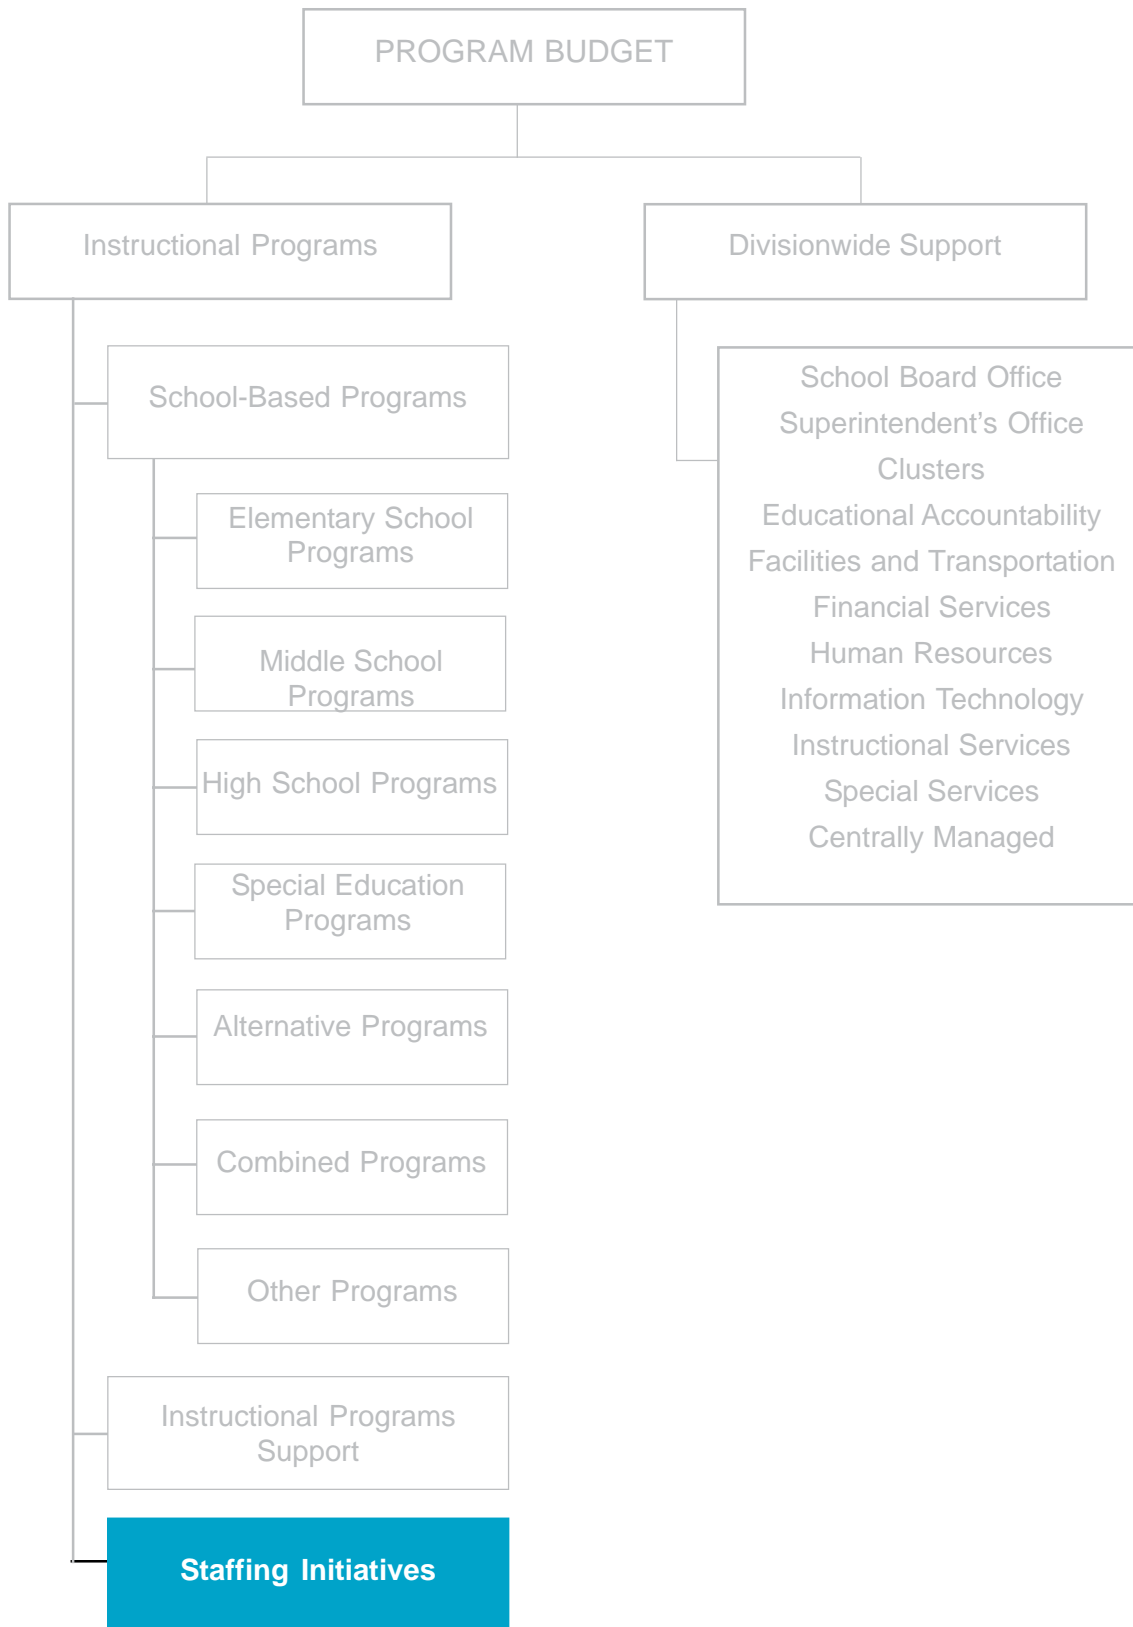 PROGRAM BUDGET
Instructional Programs
Divisionwide Support
School-Based Programs
Elementary School
Programs
Middle School
Programs
High School Programs
Special Education
Programs
Alternative Programs
Combined Programs
Other Programs
Instructional Programs
Support
Staffing Initiatives
School Board Office
Superintendent’s Office
Clusters
Educational Accountability
Facilities and Transportation
Financial Services
Human Resources
Information Technology
Instructional Services
Special Services
Centrally Managed